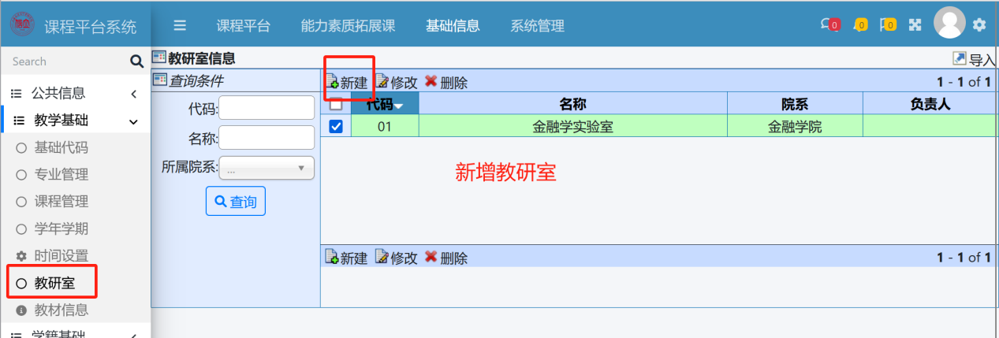 课程平台系统
课程平台
能力素质拓展课
基础信息
系统管理
0
0
0
Search
公共信息
教学基础
基础代码
专业管理
课程管理
学年学期
时间设置
教研室
教材信息
学籍基础
教研室信息
导入
查询条件
代码:
名称:
所属院系: ...
查询
新建 修改 删除 1 - 1 of 1
代码 名称 院系 负责人
01 金融学实验室 金融学院
新增教研室
新建 修改 删除 1 - 1 of 1